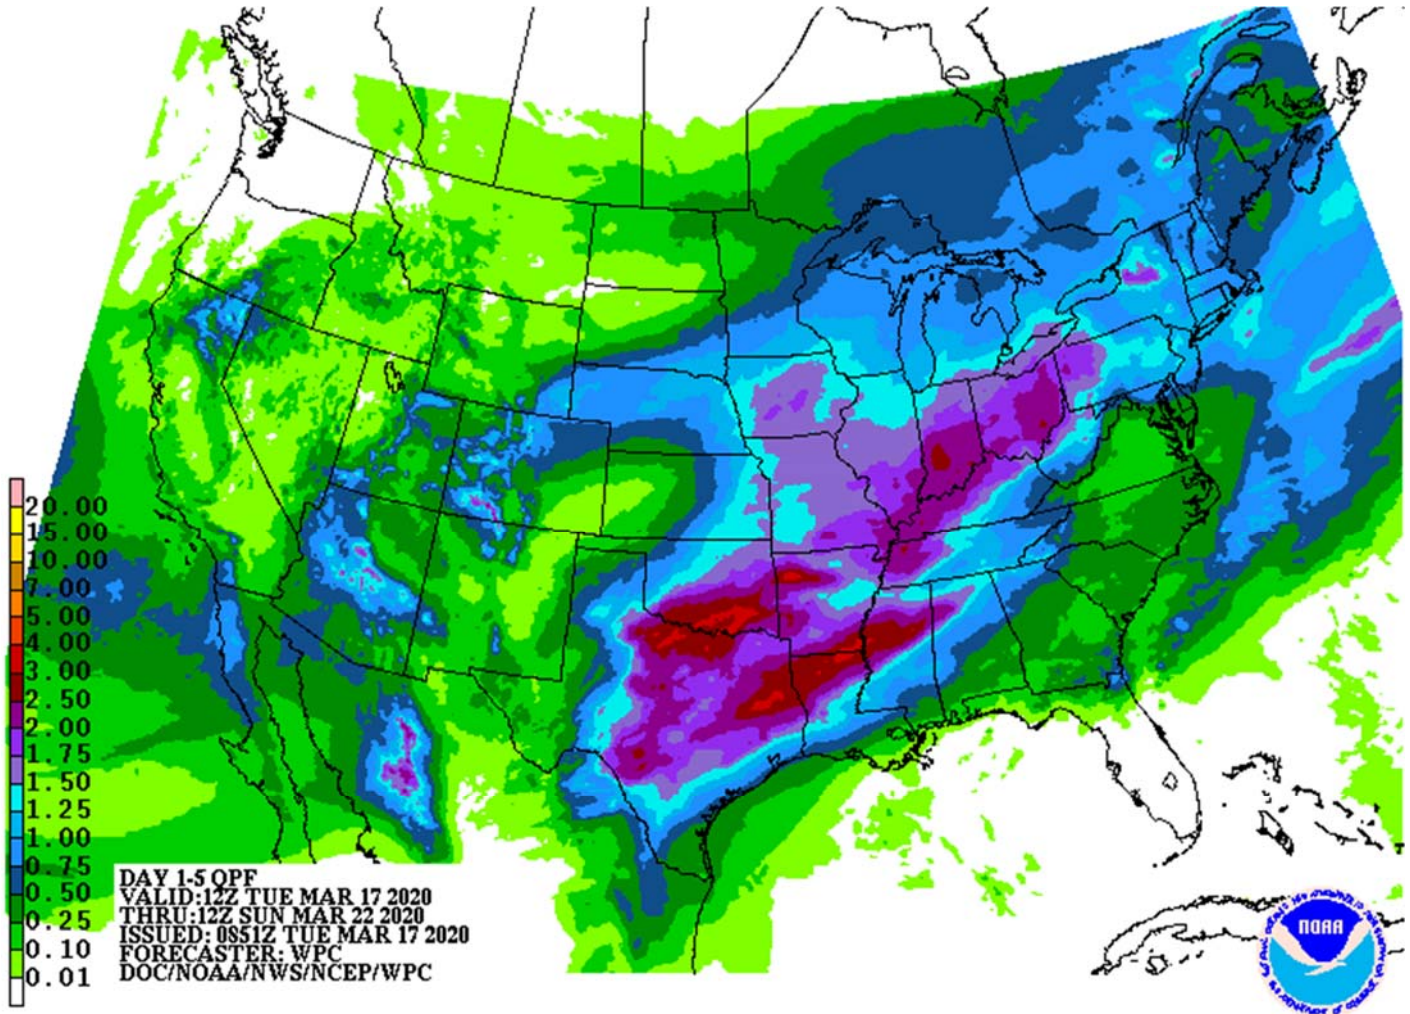 20.00
15.00
10.00
7.00
5.00
4.00
3.00
2.50
2.00
1.75
1.50
1.25
1.00
0.75
0.50
0.25
0.10
0.01
DAY 1-5 QPF
VALID:12Z TUE MAR 17 2020
THRU:12Z SUN MAR 22 2020
ISSUED: 0851Z TUE MAR 17 2020
FORECASTER: WPC
DOC/NOAA/NWS/NCEP/WPC
NOAA